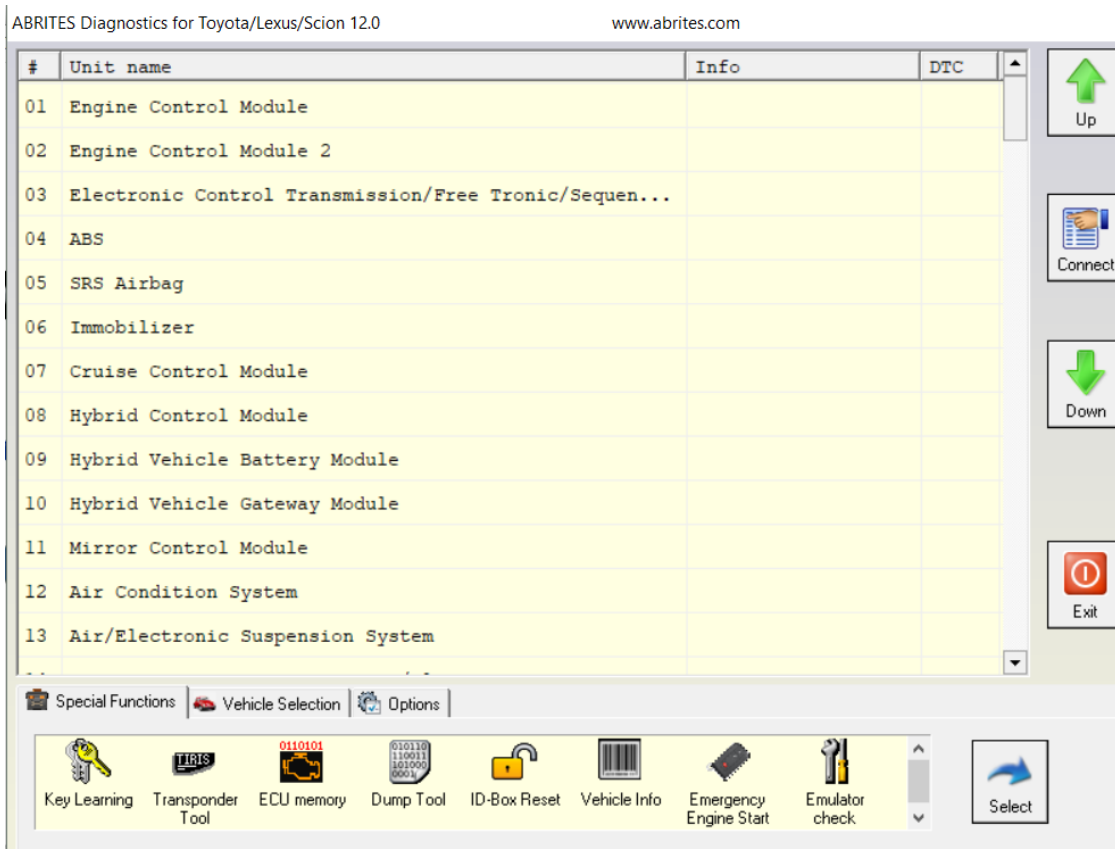 ABRITES Diagnostics for Toyota/Lexus/Scion 12.0 www.abrites.com
# Unit name Info DTC
01 Engine Control Module
02 Engine Control Module 2
03 Electronic Control Transmission/Free Tronic/Sequen...
04 ABS
05 SRS Airbag
06 Immobilizer
07 Cruise Control Module
08 Hybrid Control Module
09 Hybrid Vehicle Battery Module
10 Hybrid Vehicle Gateway Module
11 Mirror Control Module
12 Air Condition System
13 Air/Electronic Suspension System
Up
Connect
Down
Exit
Special Functions Vehicle Selection Options
TIRIS
0110101
010110
110011
101000
0001
Key Learning
Transponder
Tool
ECU memory
Dump Tool
ID-Box Reset
Vehicle Info
Emergency
Engine Start
Emulator
check
Select